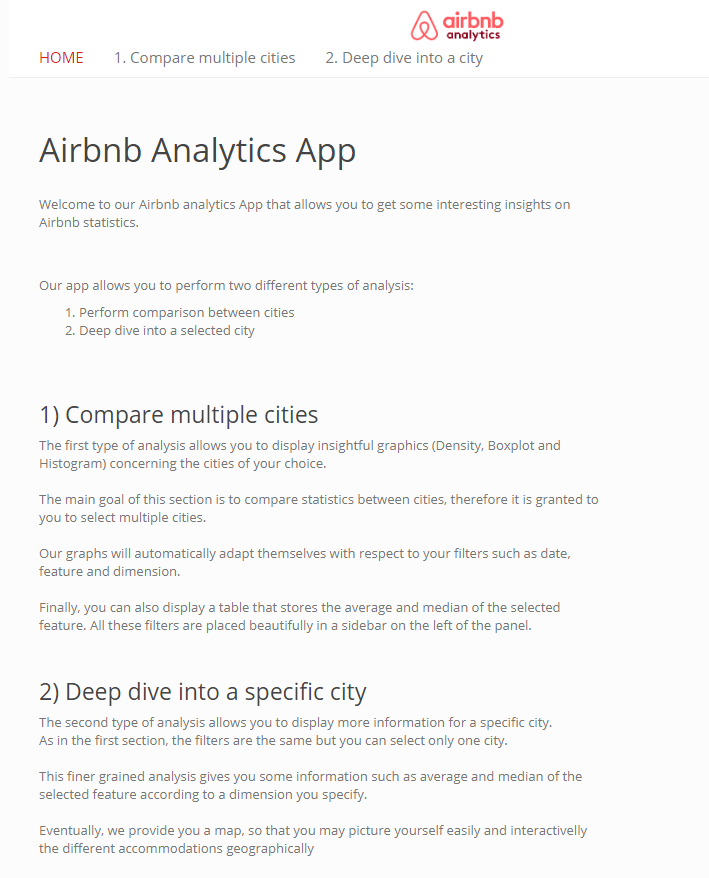 airbnb
analytics
HOME 1. Compare multiple cities 2. Deep dive into a city
Airbnb Analytics App
Welcome to our Airbnb analytics App that allows you to get some interesting insights on
Airbnb statistics.
Our app allows you to perform two different types of analysis:
1. Perform comparison between cities
2. Deep dive into a selected city
1) Compare multiple cities
The first type of analysis allows you to display insightful graphics (Density, Boxplot and
Histogram) concerning the cities of your choice.
The main goal of this section is to compare statistics between cities, therefore it is granted to
you to select multiple cities.
Our graphs will automatically adapt themselves with respect to your filters such as date,
feature and dimension.
Finally, you can also display a table that stores the average and median of the selected
feature. All these filters are placed beautifully in a sidebar on the left of the panel.
2) Deep dive into a specific city
The second type of analysis allows you to display more information for a specific city.
As in the first section, the filters are the same but you can select only one city.
This finer grained analysis gives you some information such as average and median of the
selected feature according to a dimension you specify.
Eventually, we provide you a map, so that you may picture yourself easily and interactivelly
the different accommodations geographically